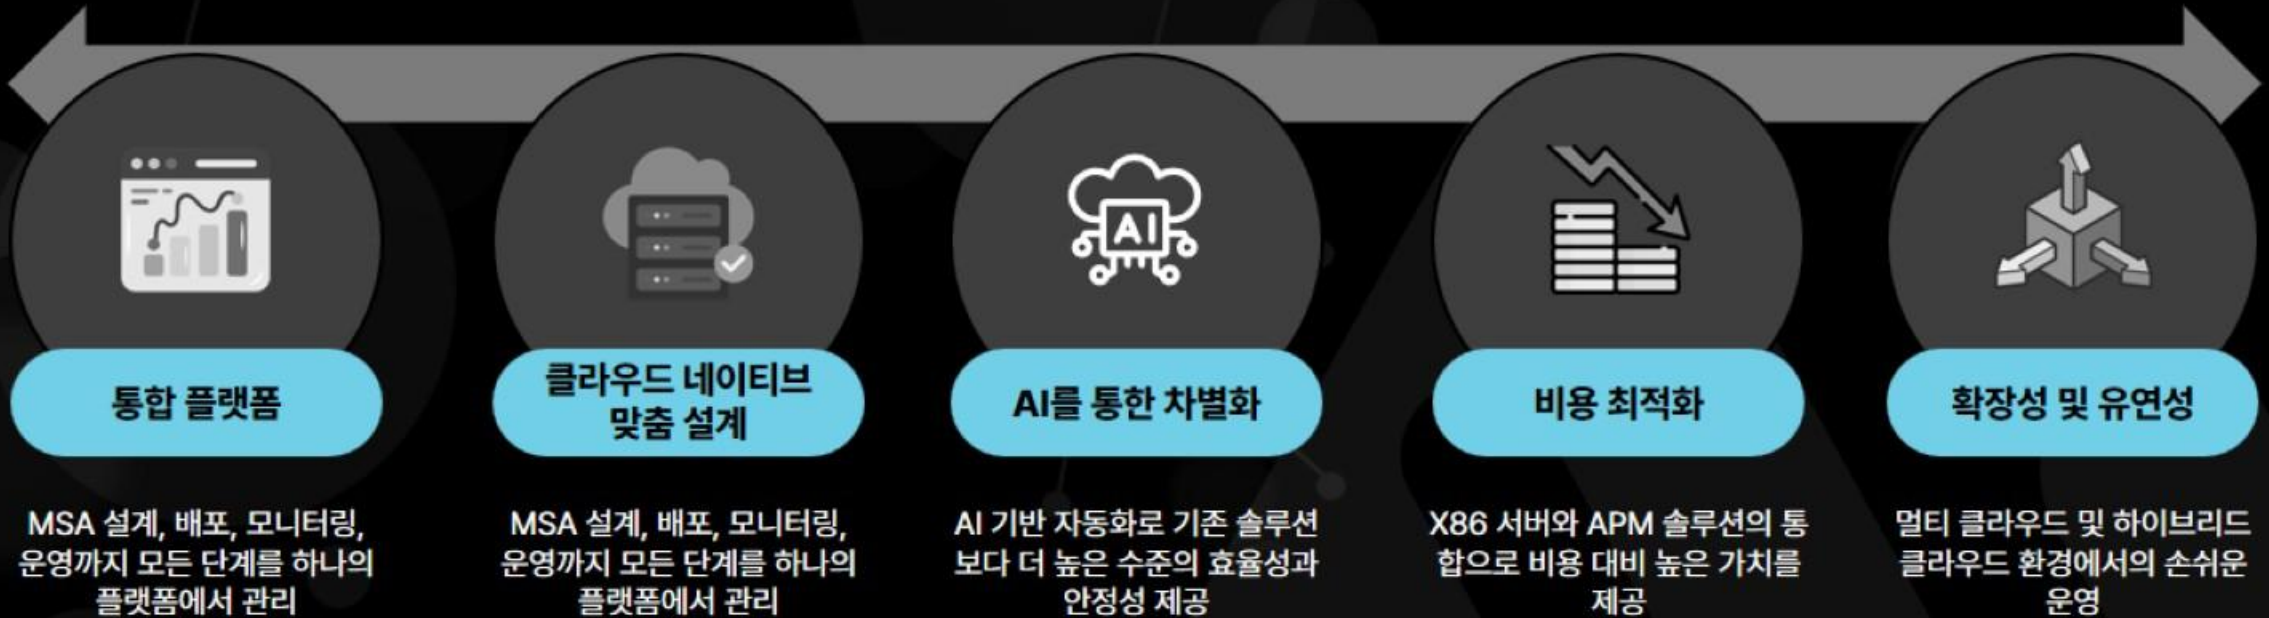 AI
통합 플랫폼
MSA 설계, 배포, 모니터링,
운영까지 모든 단계를 하나의
플랫폼에서 관리
클라우드 네이티브
맞춤 설계
MSA 설계, 배포, 모니터링,
운영까지 모든 단계를 하나의
플랫폼에서 관리
AI를 통한 차별화
AI 기반 자동화로 기존 솔루션
보다 더 높은 수준의 효율성과
안정성 제공
비용 최적화
X86 서버와 APM 솔루션의 통
합으로 비용 대비 높은 가치를
제공
확장성 및 유연성
멀티 클라우드 및 하이브리드
클라우드 환경에서의 손쉬운
운영